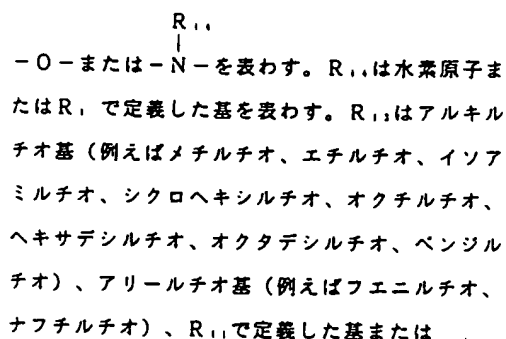 R₁₄
|
－O－または－N－を表わす。R₁₄は水素原子ま
たはR₁ で定義した基を表わす。R₁₃はアルキル
チオ基（例えばメチルチオ、エチルチオ、イソア
ミルチオ、シクロヘキシルチオ、オクチルチオ、
ヘキサデシルチオ、オクタデシルチオ、ベンジル
チオ）、アリールチオ基（例えばフエニルチオ、
ナフチルチオ）、R₁₁で定義した基または